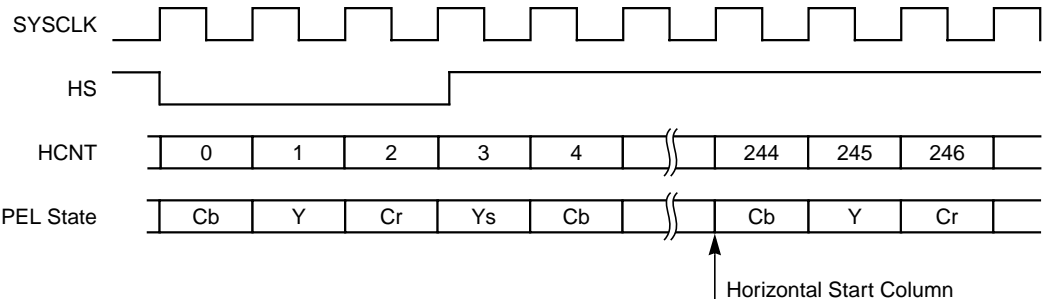 SYSCLK
HS
HCNT 0 1 2 3 4 244 245 246
PEL State Cb Y Cr Ys Cb Cb Y Cr
Horizontal Start Column